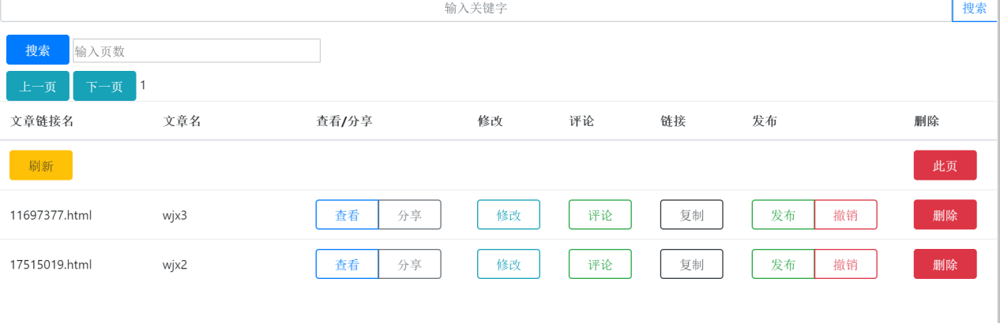 输入关键字 搜索
搜索 输入页数
上一页 下一页 1
文章链接名 文章名 查看/分享 修改 评论 链接 发布 删除
刷新 此页
11697377.html wjx3 查看 分享 修改 评论 复制 发布 撤销 删除
17515019.html wjx2 查看 分享 修改 评论 复制 发布 撤销 删除